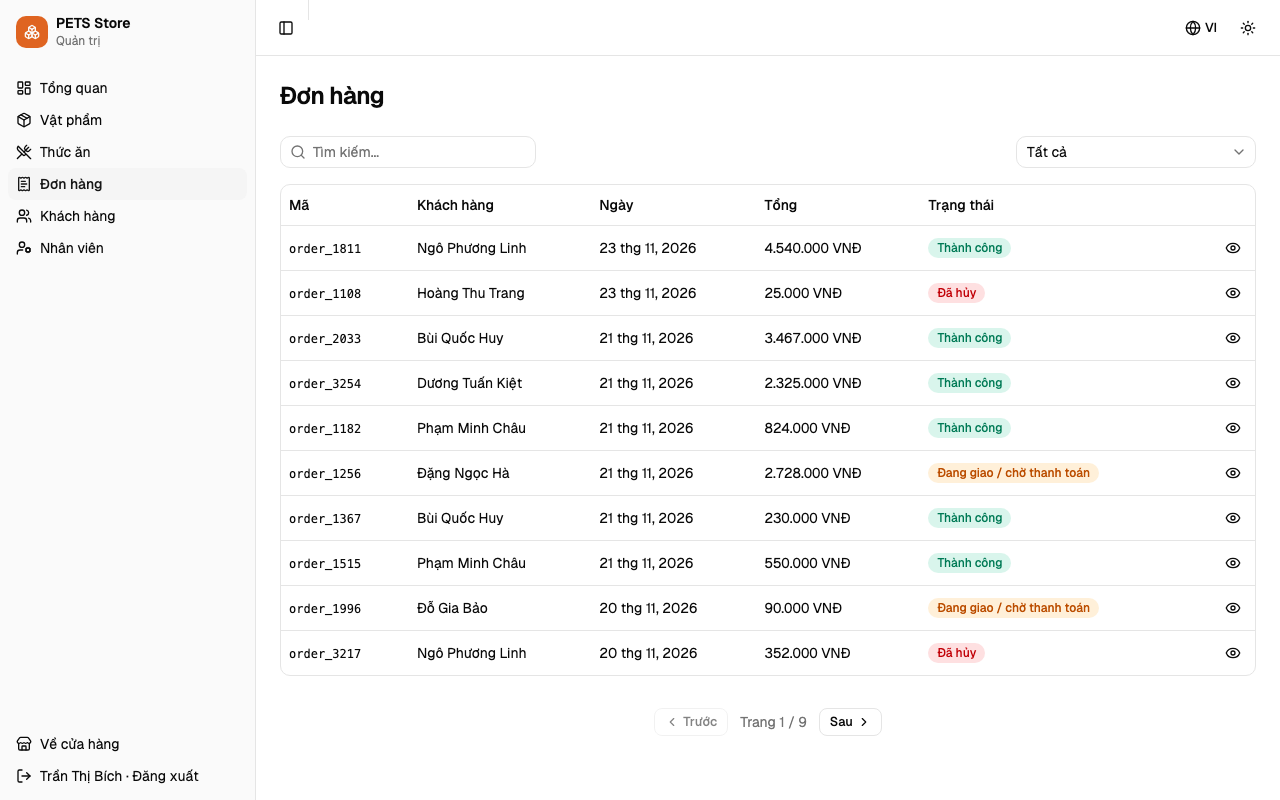 PETS Store
Quản trị
Tổng quan
Vật phẩm
Thức ăn
Đơn hàng
Khách hàng
Nhân viên
Về cửa hàng
Trần Thị Bích · Đăng xuất
VI
Đơn hàng
Tìm kiếm...
Tất cả
Mã Khách hàng Ngày Tổng Trạng thái
order_1811 Ngô Phương Linh 23 thg 11, 2026 4.540.000 VNĐ Thành công
order_1108 Hoàng Thu Trang 23 thg 11, 2026 25.000 VNĐ Đã hủy
order_2033 Bùi Quốc Huy 21 thg 11, 2026 3.467.000 VNĐ Thành công
order_3254 Dương Tuấn Kiệt 21 thg 11, 2026 2.325.000 VNĐ Thành công
order_1182 Phạm Minh Châu 21 thg 11, 2026 824.000 VNĐ Thành công
order_1256 Đặng Ngọc Hà 21 thg 11, 2026 2.728.000 VNĐ Đang giao / chờ thanh toán
order_1367 Bùi Quốc Huy 21 thg 11, 2026 230.000 VNĐ Thành công
order_1515 Phạm Minh Châu 21 thg 11, 2026 550.000 VNĐ Thành công
order_1996 Đỗ Gia Bảo 20 thg 11, 2026 90.000 VNĐ Đang giao / chờ thanh toán
order_3217 Ngô Phương Linh 20 thg 11, 2026 352.000 VNĐ Đã hủy
Trước Trang 1 / 9 Sau